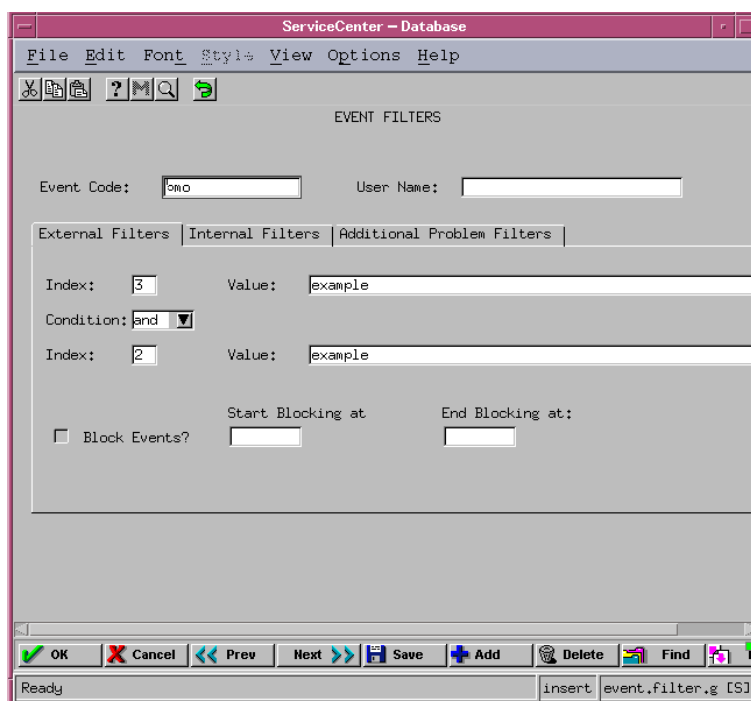 ServiceCenter – Database
File Edit Font Style View Options Help
EVENT FILTERS
Event Code: omo User Name:
External Filters Internal Filters Additional Problem Filters
Index: 3 Value: example
Condition: and
Index: 2 Value: example
Start Blocking at End Blocking at:
Block Events?
OK Cancel Prev Next Save Add Delete Find
Ready insert event.filter.g [S]